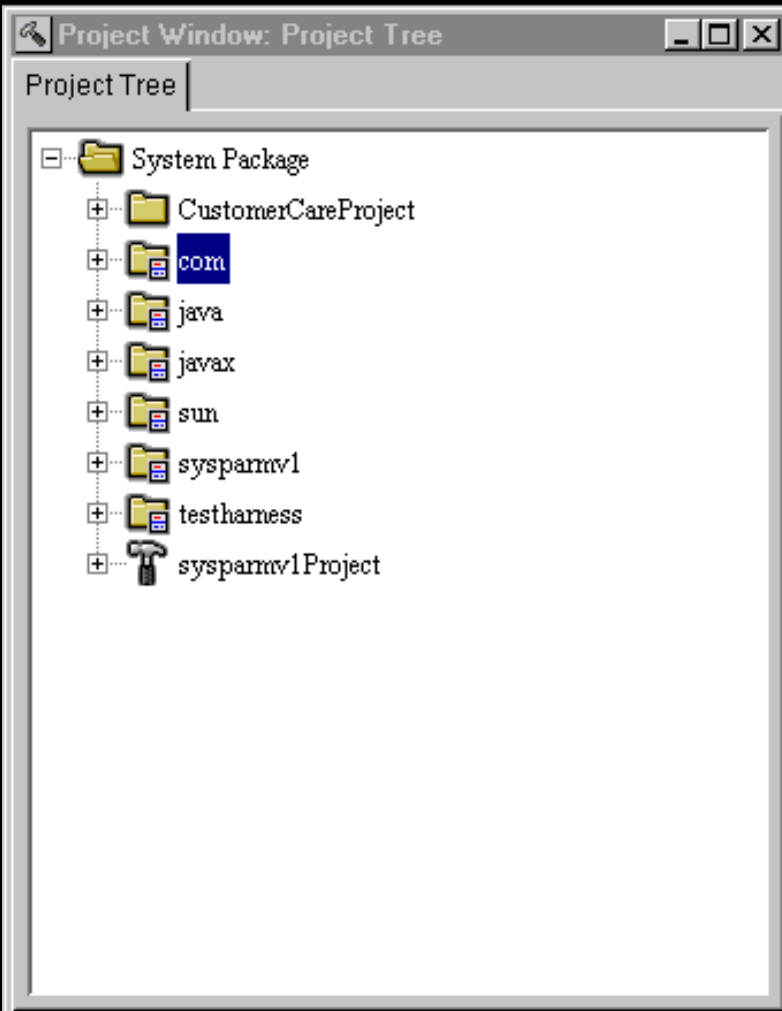 Project Window: Project Tree
Project Tree
System Package
CustomerCareProject
com
java
javax
sun
sysparmv1
testharness
sysparmv1Project